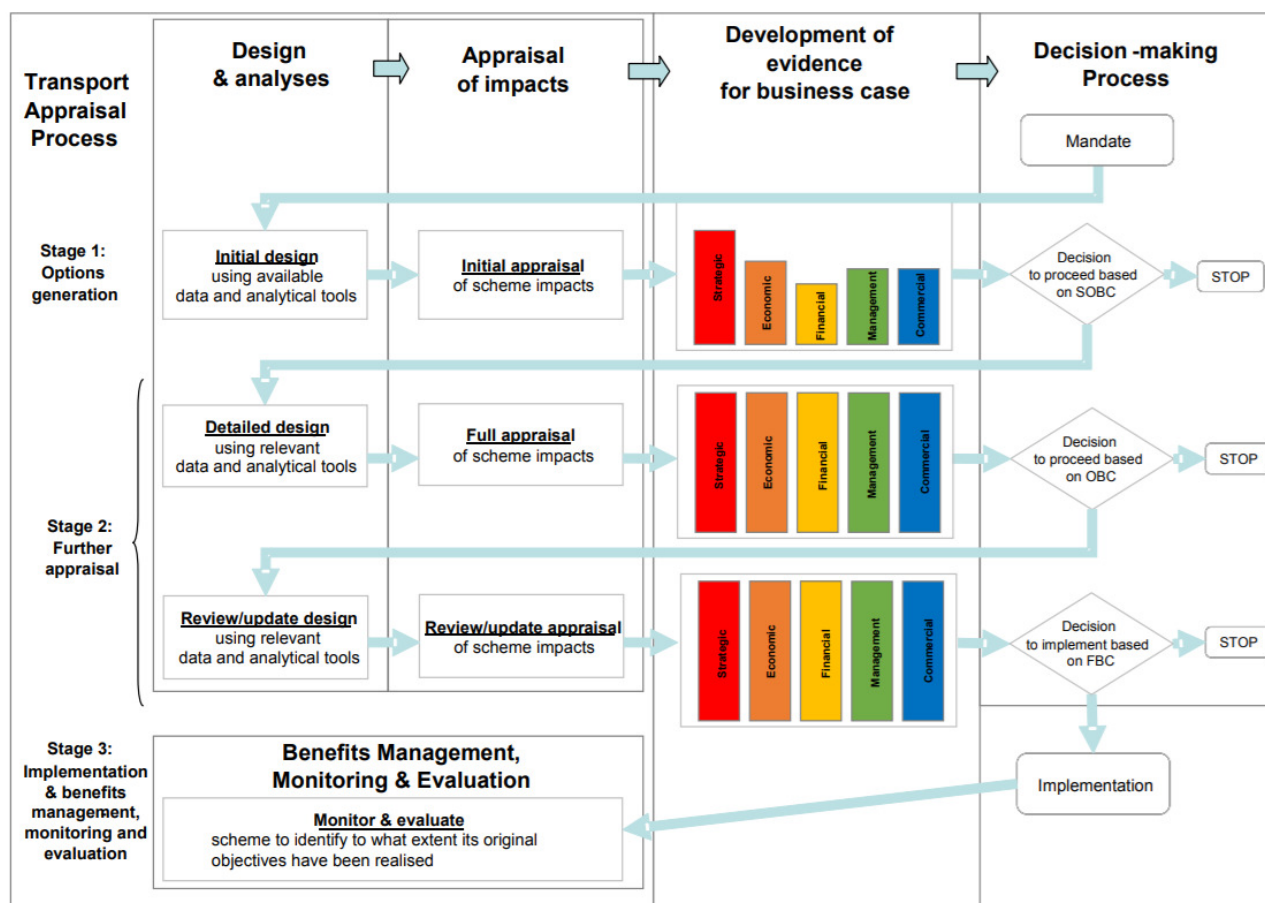 Transport
Appraisal
Process
Design
& analyses
Appraisal
of impacts
Development of
evidence
for business case
Decision -making
Process
Mandate
Stage 1:
Options
generation
Initial design
using available
data and analytical tools
Initial appraisal
of scheme impacts
Strategic
Economic
Financial
Management
Commercial
Decision
to proceed based
on SOBC
STOP
Stage 2:
Further
appraisal
Detailed design
using relevant
data and analytical tools
Full appraisal
of scheme impacts
Strategic
Economic
Financial
Management
Commercial
Decision
to proceed based
on OBC
STOP
Review/update design
using relevant
data and analytical tools
Review/update appraisal
of scheme impacts
Strategic
Economic
Financial
Management
Commercial
Decision
to implement based
on FBC
STOP
Stage 3:
Implementation
& benefits
management,
monitoring and
evaluation
Benefits Management,
Monitoring & Evaluation
Monitor & evaluate
scheme to identify to what extent its original
objectives have been realised
Implementation